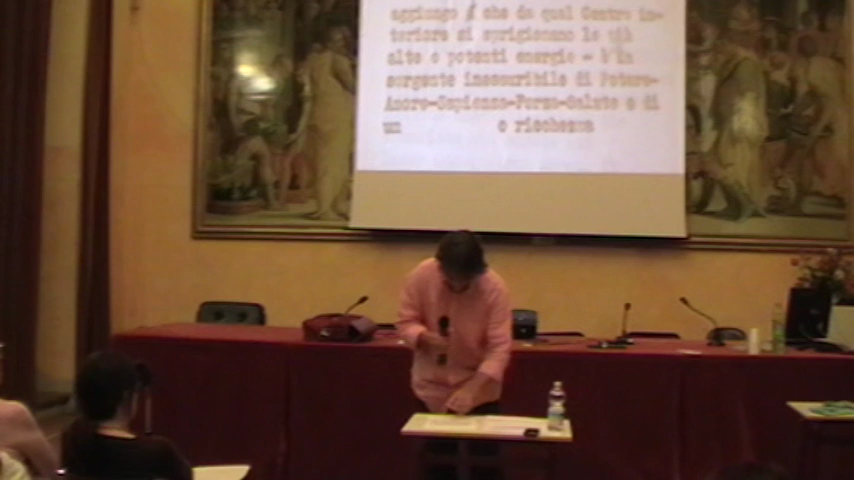 aggiungo è che da quel Centro in-
teriore si sprigionano le più
alte e potenti energie - è la
sorgente inesauribile di Potere-
Amore-Sapienza-Forza-Salute e di
un e ricchezza